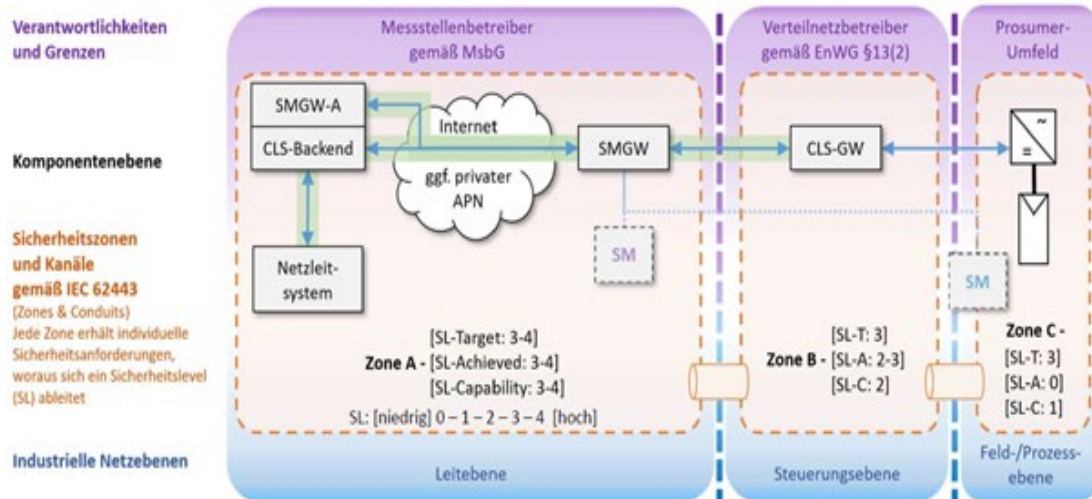 Verantwortlichkeiten
und Grenzen
Messstellenbetreiber
gemäß MsbG
Verteilnetzbetreiber
gemäß EnWG §13(2)
Prosumer-
Umfeld
Komponentenebene
SMGW-A
CLS-Backend
Internet
ggf. privater
APN
SMGW
CLS-GW
~
=
Netzleit-
system
SM
SM
Sicherheitszonen
und Kanäle
gemäß IEC 62443
(Zones & Conduits)
Jede Zone erhält individuelle
Sicherheitsanforderungen,
woraus sich ein Sicherheitslevel
(SL) ableitet
Zone A - [SL-Target: 3-4]
[SL-Achieved: 3-4]
[SL-Capability: 3-4]
SL: [niedrig] 0 – 1 – 2 – 3 – 4 [hoch]
Zone B - [SL-T: 3]
[SL-A: 2-3]
[SL-C: 2]
Zone C -
[SL-T: 3]
[SL-A: 0]
[SL-C: 1]
Industrielle Netzebenen
Leitebene
Steuerungsebene
Feld-/Prozess-
ebene